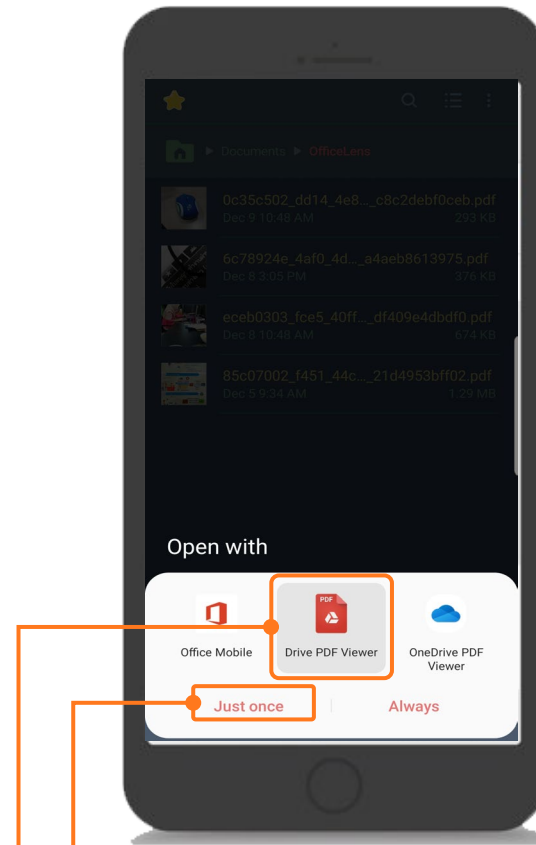 Documents ▶ OfficeLens
0c35c502_dd14_4e8..._c8c2debf0ceb.pdf
Dec 9 10:48 AM 293 KB
6c78924e_4af0_4d..._a4aeb8613975.pdf
Dec 8 3:05 PM 376 KB
eceb0303_fce5_40ff..._df409e4dbdf0.pdf
Dec 8 10:48 AM 674 KB
85c07002_f451_44c..._21d4953bff02.pdf
Dec 5 9:34 AM 1.29 MB
Open with
PDF
Office Mobile Drive PDF Viewer OneDrive PDF
Viewer
Just once Always